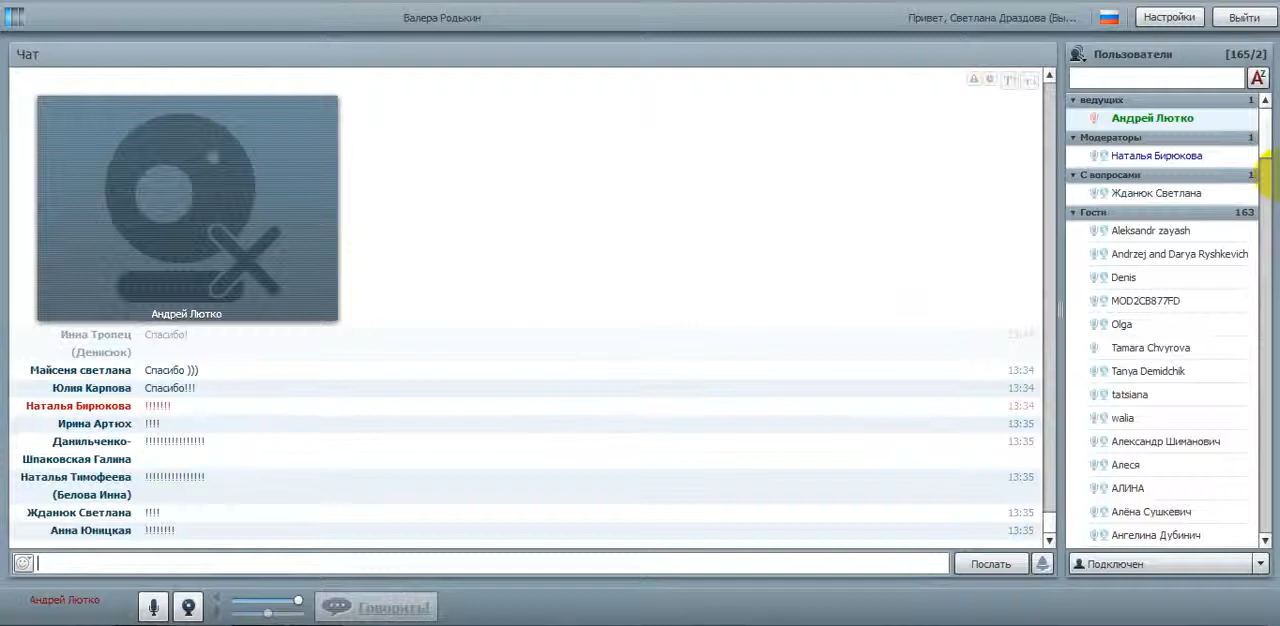 Валера Родькин
Привет, Светлана Драздова (Бы...
Настройки
Выйти
Чат
Андрей Лютко
Инна Тропец Спасибо! 13:34
(Денисюк)
Майсеня светлана Спасибо ))) 13:34
Юлия Карпова Спасибо!!! 13:34
Наталья Бирюкова !!!!!!! 13:34
Ирина Артюх !!!! 13:35
Данильченко- !!!!!!!!!!!!!!!! 13:35
Шпаковская Галина
Наталья Тимофеева !!!!!!!!!!!!!!!! 13:35
(Белова Инна)
Жданюк Светлана !!!! 13:35
Анна Юницкая !!!!!!!! 13:35
Послать
Пользователи [165/2]
ведущих 1
Андрей Лютко
Модераторы 1
Наталья Бирюкова
С вопросами 1
Жданюк Светлана
Гости 163
Aleksandr zayash
Andrzej and Darya Ryshkevich
Denis
MOD2CB877FD
Olga
Tamara Chvyrova
Tanya Demidchik
tatsiana
walia
Александр Шиманович
Алеся
АЛИНА
Алёна Сушкевич
Ангелина Дубинич
Подключен
Андрей Лютко
Говорить!